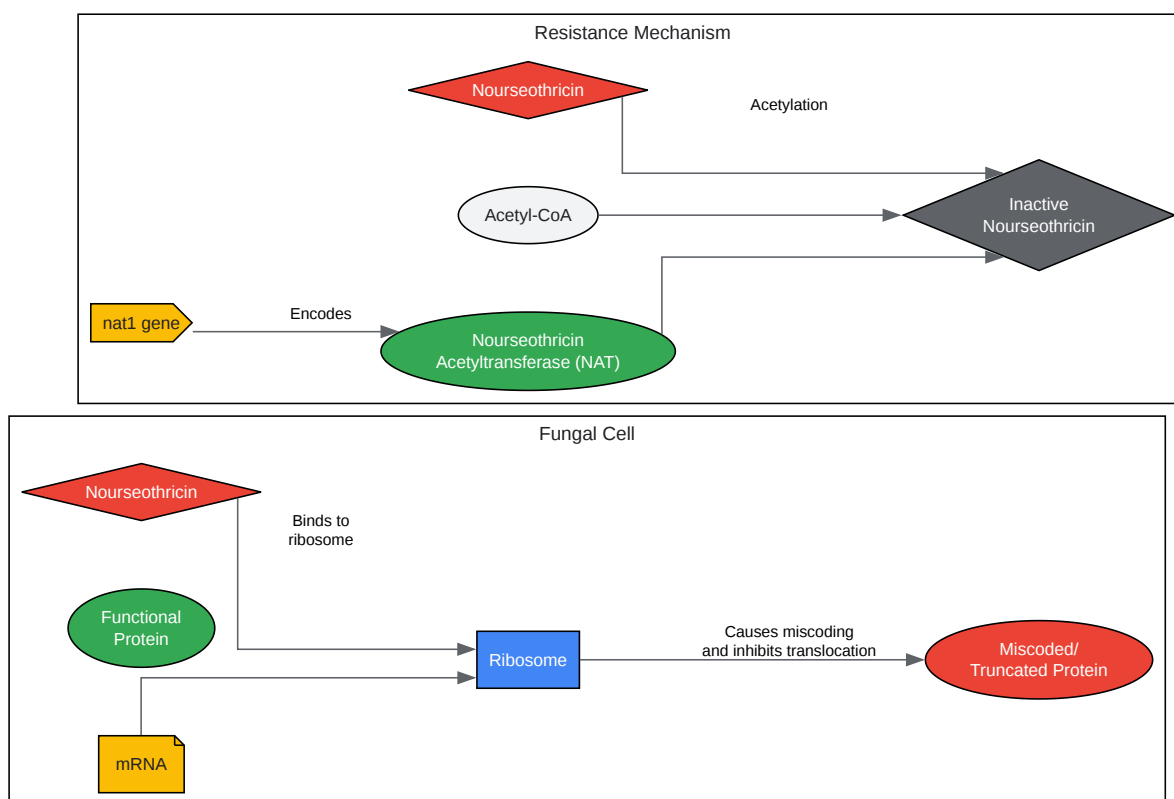 Resistance Mechanism
Nourseothricin
Acetylation
Acetyl-CoA
Inactive
Nourseothricin
nat1 gene
Encodes
Nourseothricin
Acetyltransferase (NAT)
Fungal Cell
Nourseothricin
Binds to
ribosome
Functional
Protein
Ribosome
Causes miscoding
and inhibits translocation
Miscoded/
Truncated Protein
mRNA